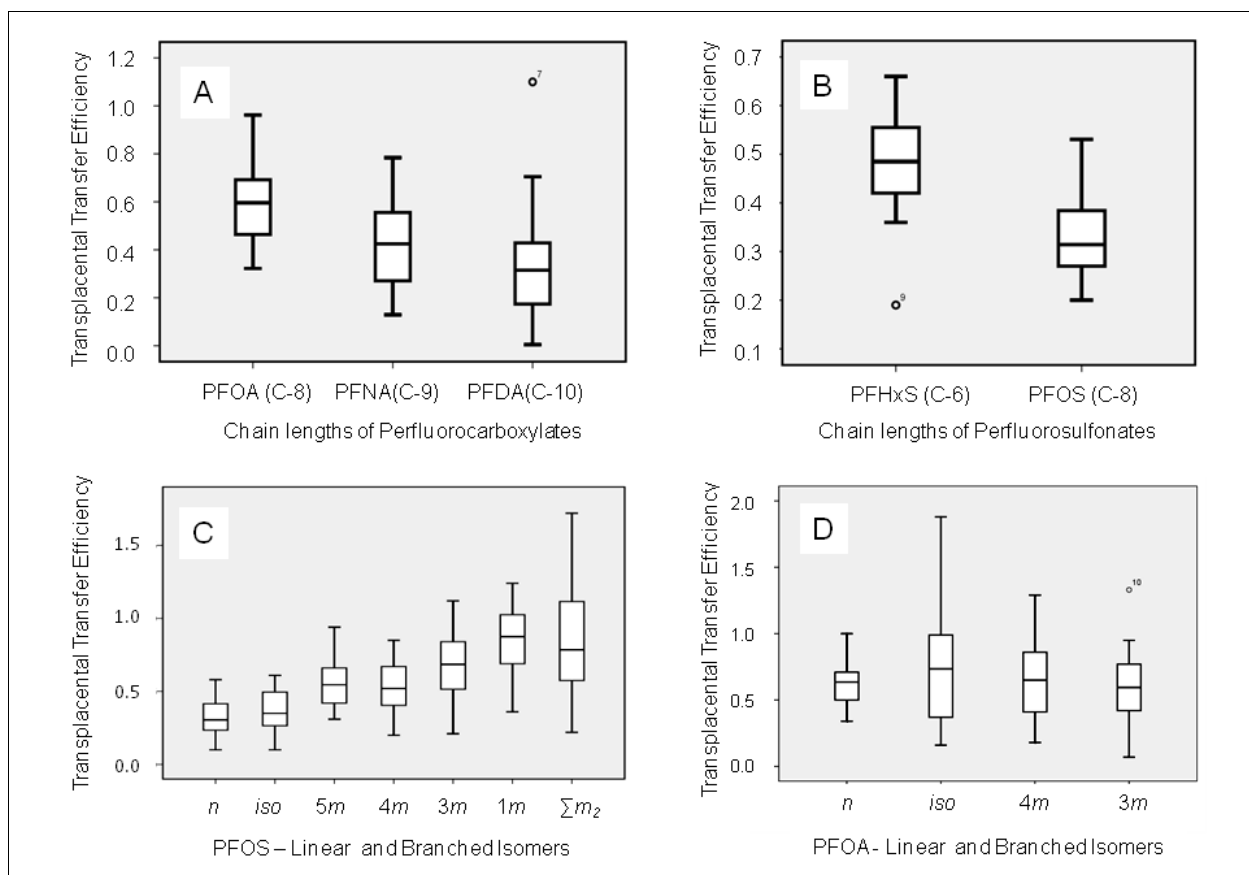 A
Transplacental Transfer Efficiency
1.2
1.0
0.8
0.6
0.4
0.2
0.0
7
PFOA (C-8) PFNA(C-9) PFDA(C-10)
Chain lengths of Perfluorocarboxylates
B
Transplacental Transfer Efficiency
0.7
0.6
0.5
0.4
0.3
0.2
0.1
9
PFHxS (C-6) PFOS (C-8)
Chain lengths of Perfluorosulfonates
C
Transplacental Transfer Efficiency
1.5
1.0
0.5
0.0
n iso 5m 4m 3m 1m ∑m₂
PFOS – Linear and Branched Isomers
D
Transplacental Transfer Efficiency
2.0
1.5
1.0
0.5
0.0
10
n iso 4m 3m
PFOA- Linear and Branched Isomers